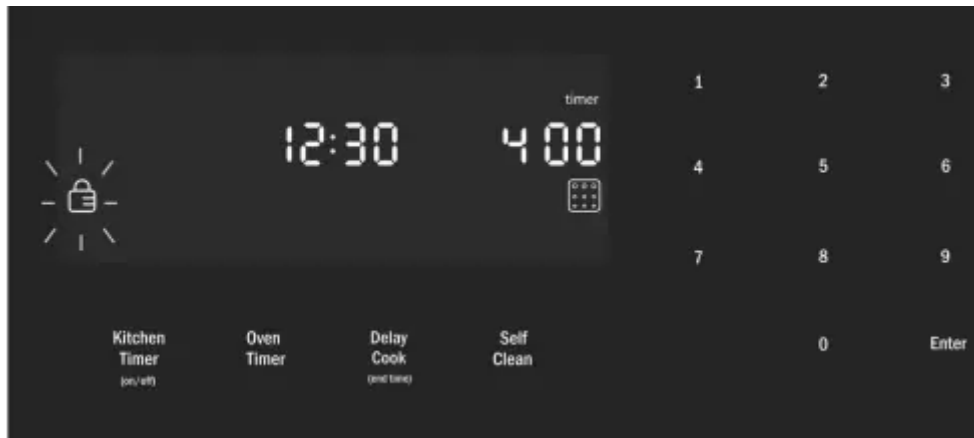 timer
12:30 4 00
1 2 3
4 5 6
7 8 9
0 Enter
Kitchen
Timer
(on/off)
Oven
Timer
Delay
Cook
(end time)
Self
Clean